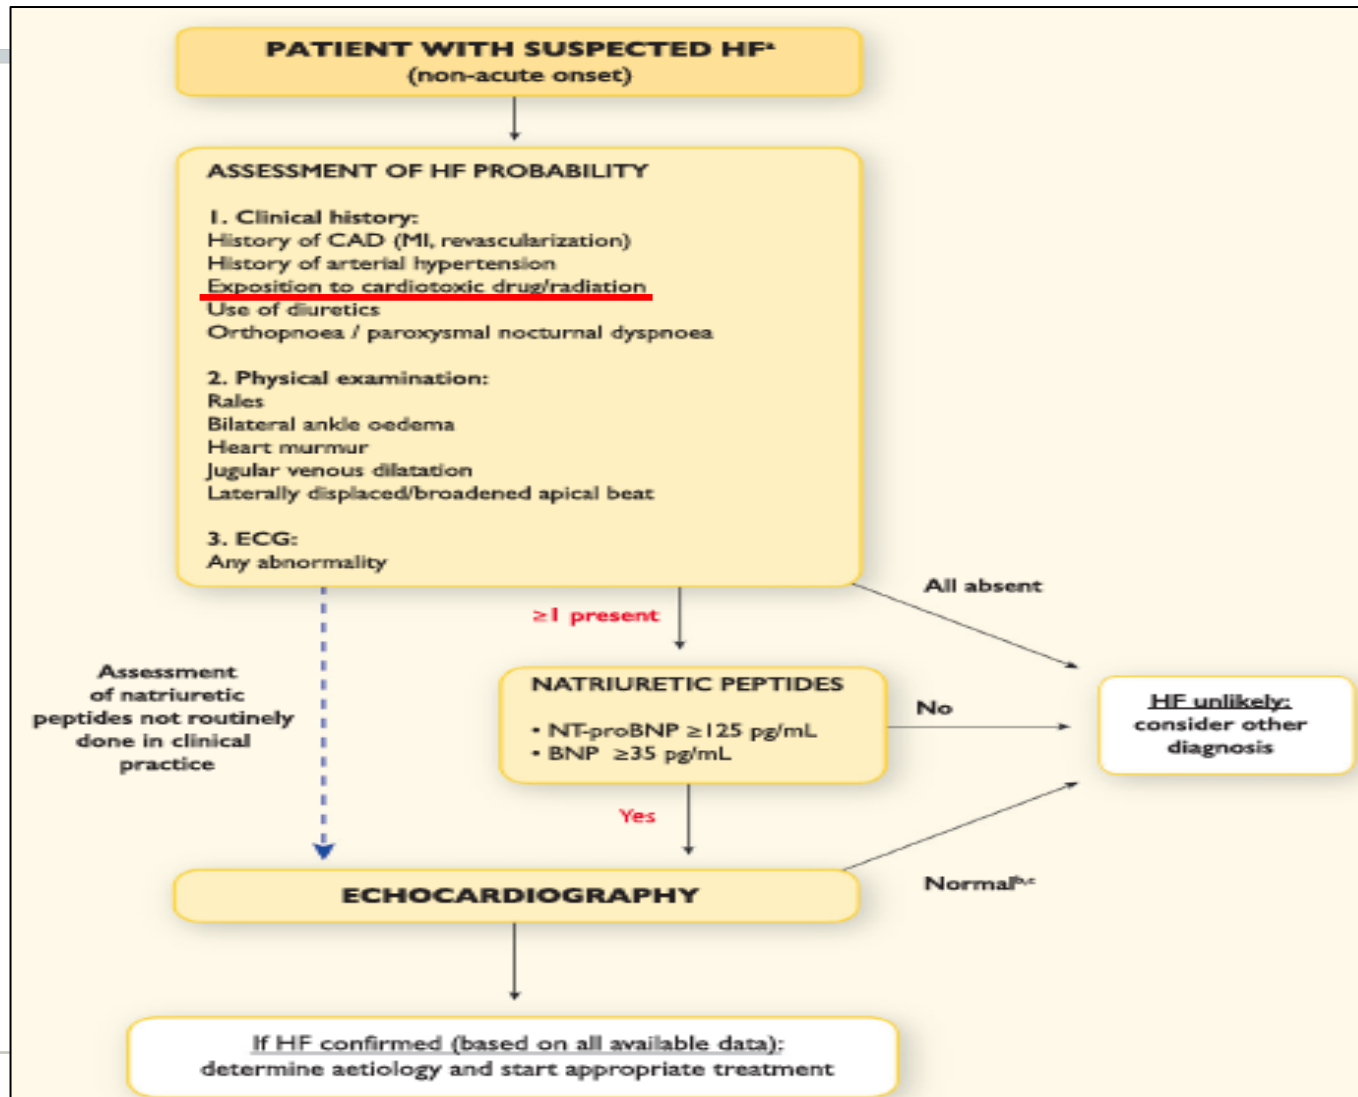 PATIENT WITH SUSPECTED HFᵃ
(non-acute onset)
ASSESSMENT OF HF PROBABILITY
1. Clinical history:
History of CAD (MI, revascularization)
History of arterial hypertension
Exposition to cardiotoxic drug/radiation
Use of diuretics
Orthopnoea / paroxysmal nocturnal dyspnoea
2. Physical examination:
Rales
Bilateral ankle oedema
Heart murmur
Jugular venous dilatation
Laterally displaced/broadened apical beat
3. ECG:
Any abnormality
≥1 present
All absent
Assessment
of natriuretic
peptides not routinely
done in clinical
practice
NATRIURETIC PEPTIDES
• NT-proBNP ≥125 pg/mL
• BNP ≥35 pg/mL
No
HF unlikely:
consider other
diagnosis
Yes
Normalᵇ,ᶜ
ECHOCARDIOGRAPHY
If HF confirmed (based on all available data):
determine aetiology and start appropriate treatment